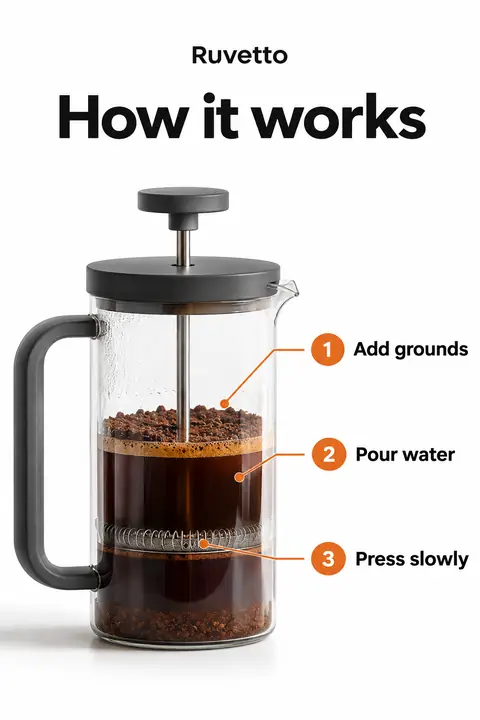 Ruvetto
How it works
1 Add grounds
2 Pour water
3 Press slowly